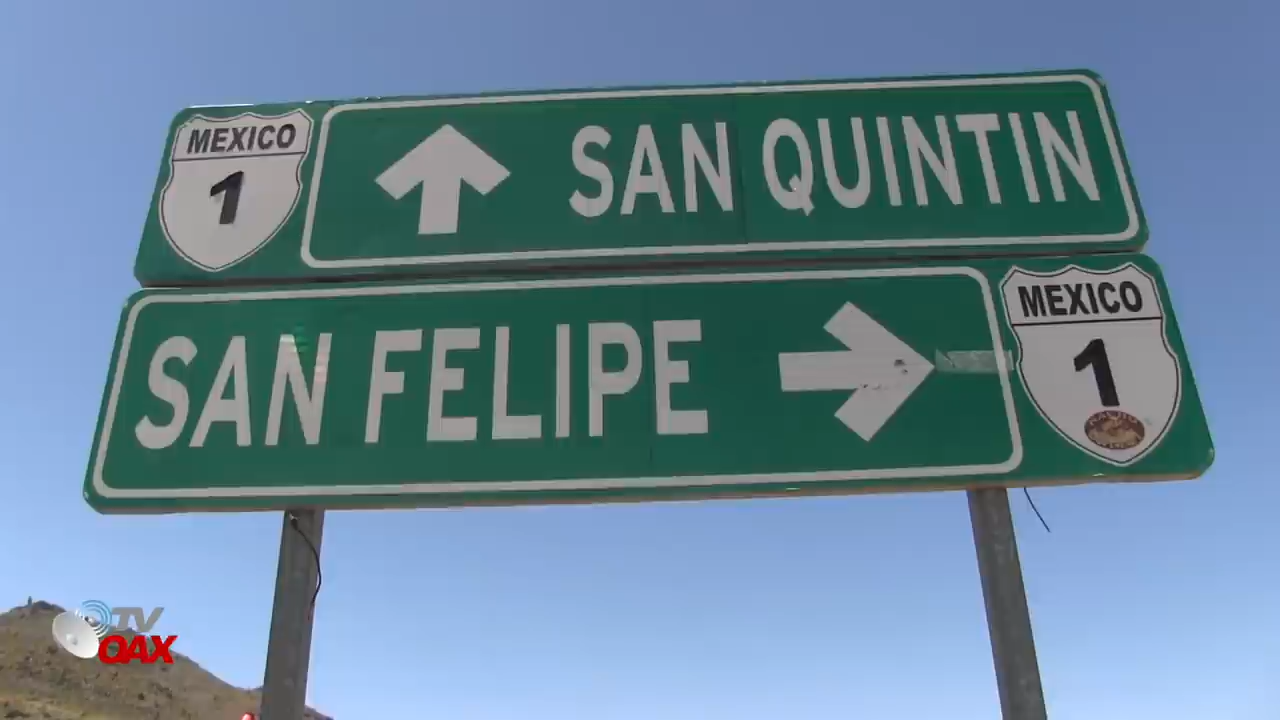 MEXICO
1
SAN QUINTIN
SAN FELIPE
MEXICO
1
TV
OAX